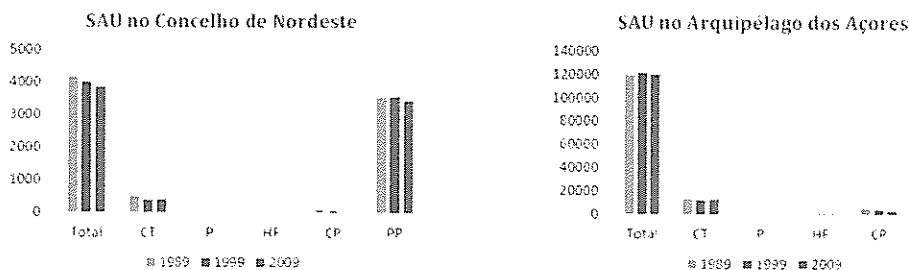 SAU no Concelho de Nordeste
5000
4000
3000
2000
1000
0
Total CT P HF CP PP
1989 1999 2009
SAU no Arquipélago dos Açores
140000
120000
100000
80000
60000
40000
20000
0
Total CT P HF CP
1989 1999 2009